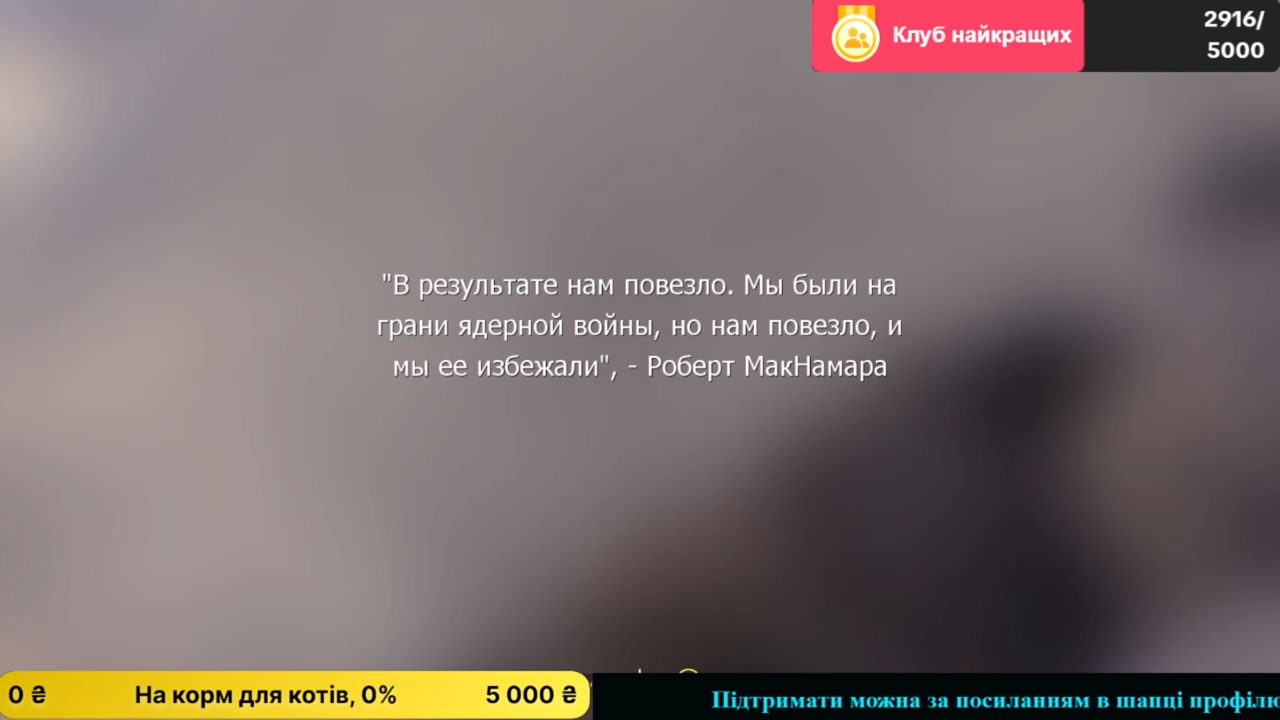 Клуб найкращих
2916/
5000
"В результате нам повезло. Мы были на
грани ядерной войны, но нам повезло, и
мы ее избежали", - Роберт МакНамара
0 ₴ На корм для котів, 0% 5 000 ₴
Підтримати можна за посиланням в шапці профілю